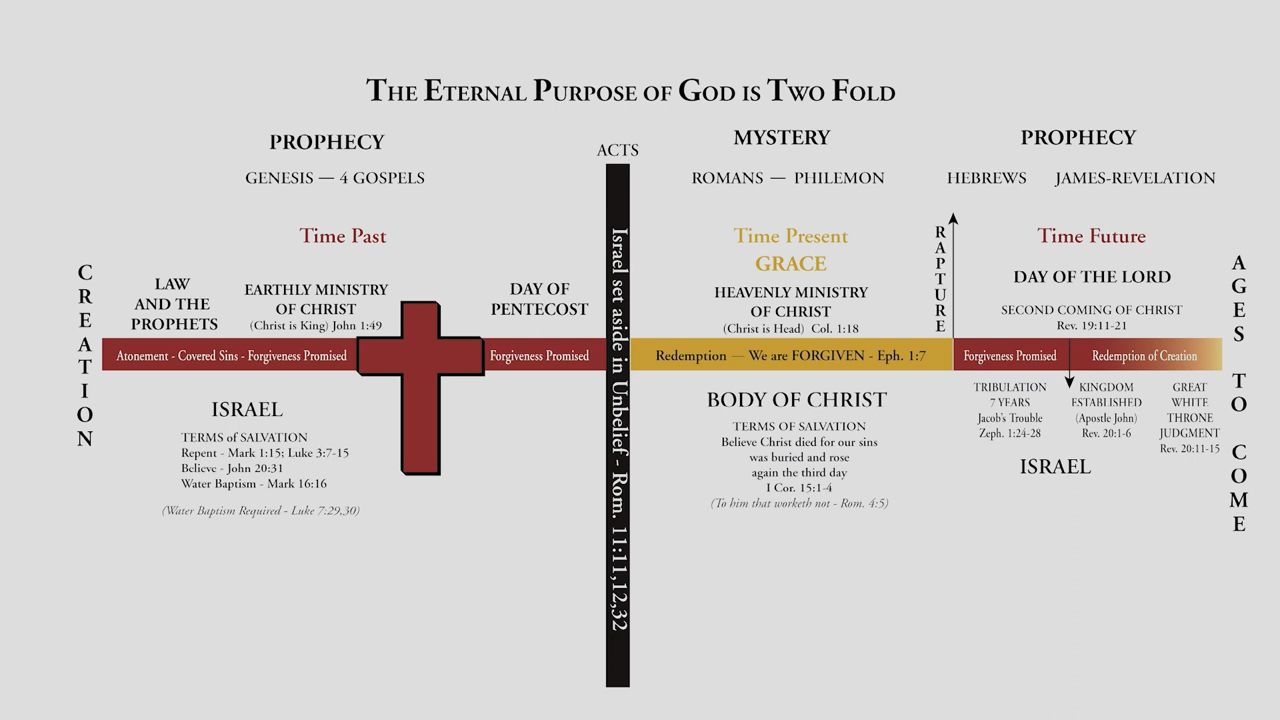 THE ETERNAL PURPOSE OF GOD IS TWO FOLD
PROPHECY
GENESIS — 4 GOSPELS
Time Past
CREATION
LAW
AND THE
PROPHETS
EARTHLY MINISTRY
OF CHRIST
(Christ is King) John 1:49
DAY OF
PENTECOST
Atonement - Covered Sins - Forgiveness Promised
Forgiveness Promised
ISRAEL
TERMS of SALVATION
Repent - Mark 1:15; Luke 3:7-15
Believe - John 20:31
Water Baptism - Mark 16:16
(Water Baptism Required - Luke 7:29,30)
ACTS
Israel set aside in Unbelief - Rom. 11:11,12,32
MYSTERY
ROMANS — PHILEMON
Time Present
GRACE
HEAVENLY MINISTRY
OF CHRIST
(Christ is Head) Col. 1:18
Redemption — We are FORGIVEN - Eph. 1:7
BODY OF CHRIST
TERMS OF SALVATION
Believe Christ died for our sins
was buried and rose
again the third day
I Cor. 15:1-4
(To him that worketh not - Rom. 4:5)
RAPTURE
PROPHECY
HEBREWS JAMES-REVELATION
Time Future
DAY OF THE LORD
SECOND COMING OF CHRIST
Rev. 19:11-21
Forgiveness Promised
Redemption of Creation
TRIBULATION
7 YEARS
Jacob's Trouble
Zeph. 1:24-28
KINGDOM
ESTABLISHED
(Apostle John)
Rev. 20:1-6
GREAT
WHITE
THRONE
JUDGMENT
Rev. 20:11-15
ISRAEL
AGES TO COME